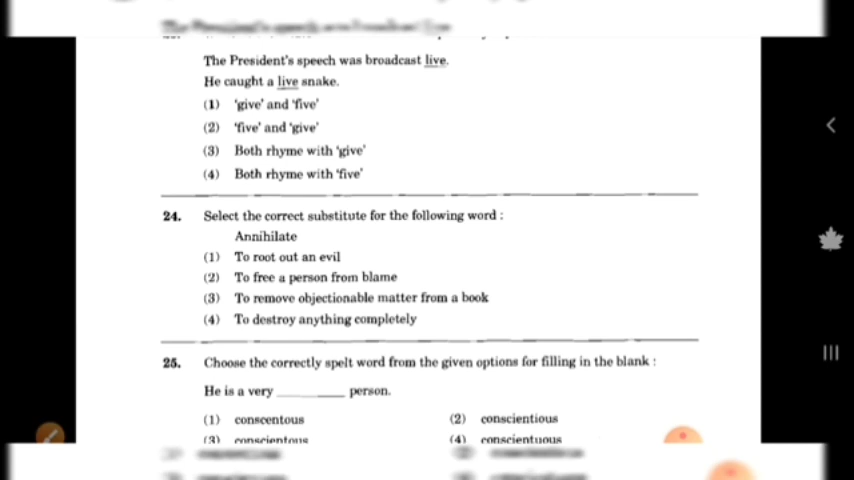 The President's speech was broadcast live.
He caught a live snake.
(1) 'give' and 'five'
(2) 'five' and 'give'
(3) Both rhyme with 'give'
(4) Both rhyme with 'five'
24. Select the correct substitute for the following word :
Annihilate
(1) To root out an evil
(2) To free a person from blame
(3) To remove objectionable matter from a book
(4) To destroy anything completely
25. Choose the correctly spelt word from the given options for filling in the blank :
He is a very ________ person.
(1) conscentous (2) conscientious
(3) conscientous (4) conscientuous